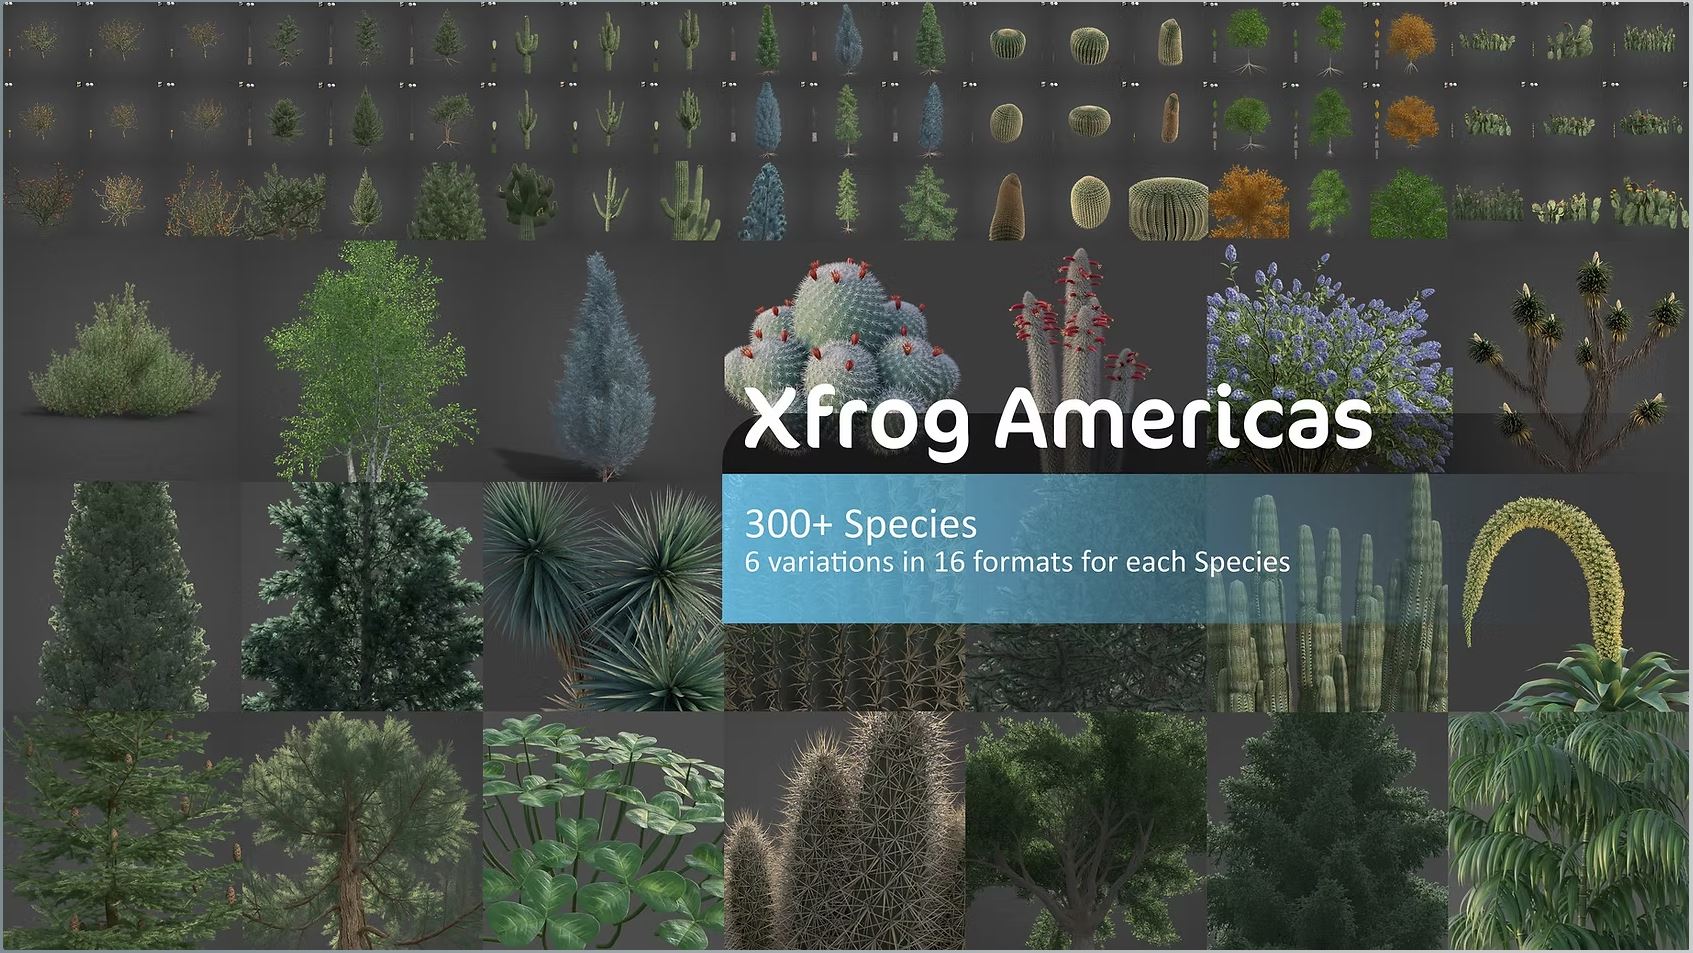 Xfrog Americas
300+ Species
6 variations in 16 formats for each Species